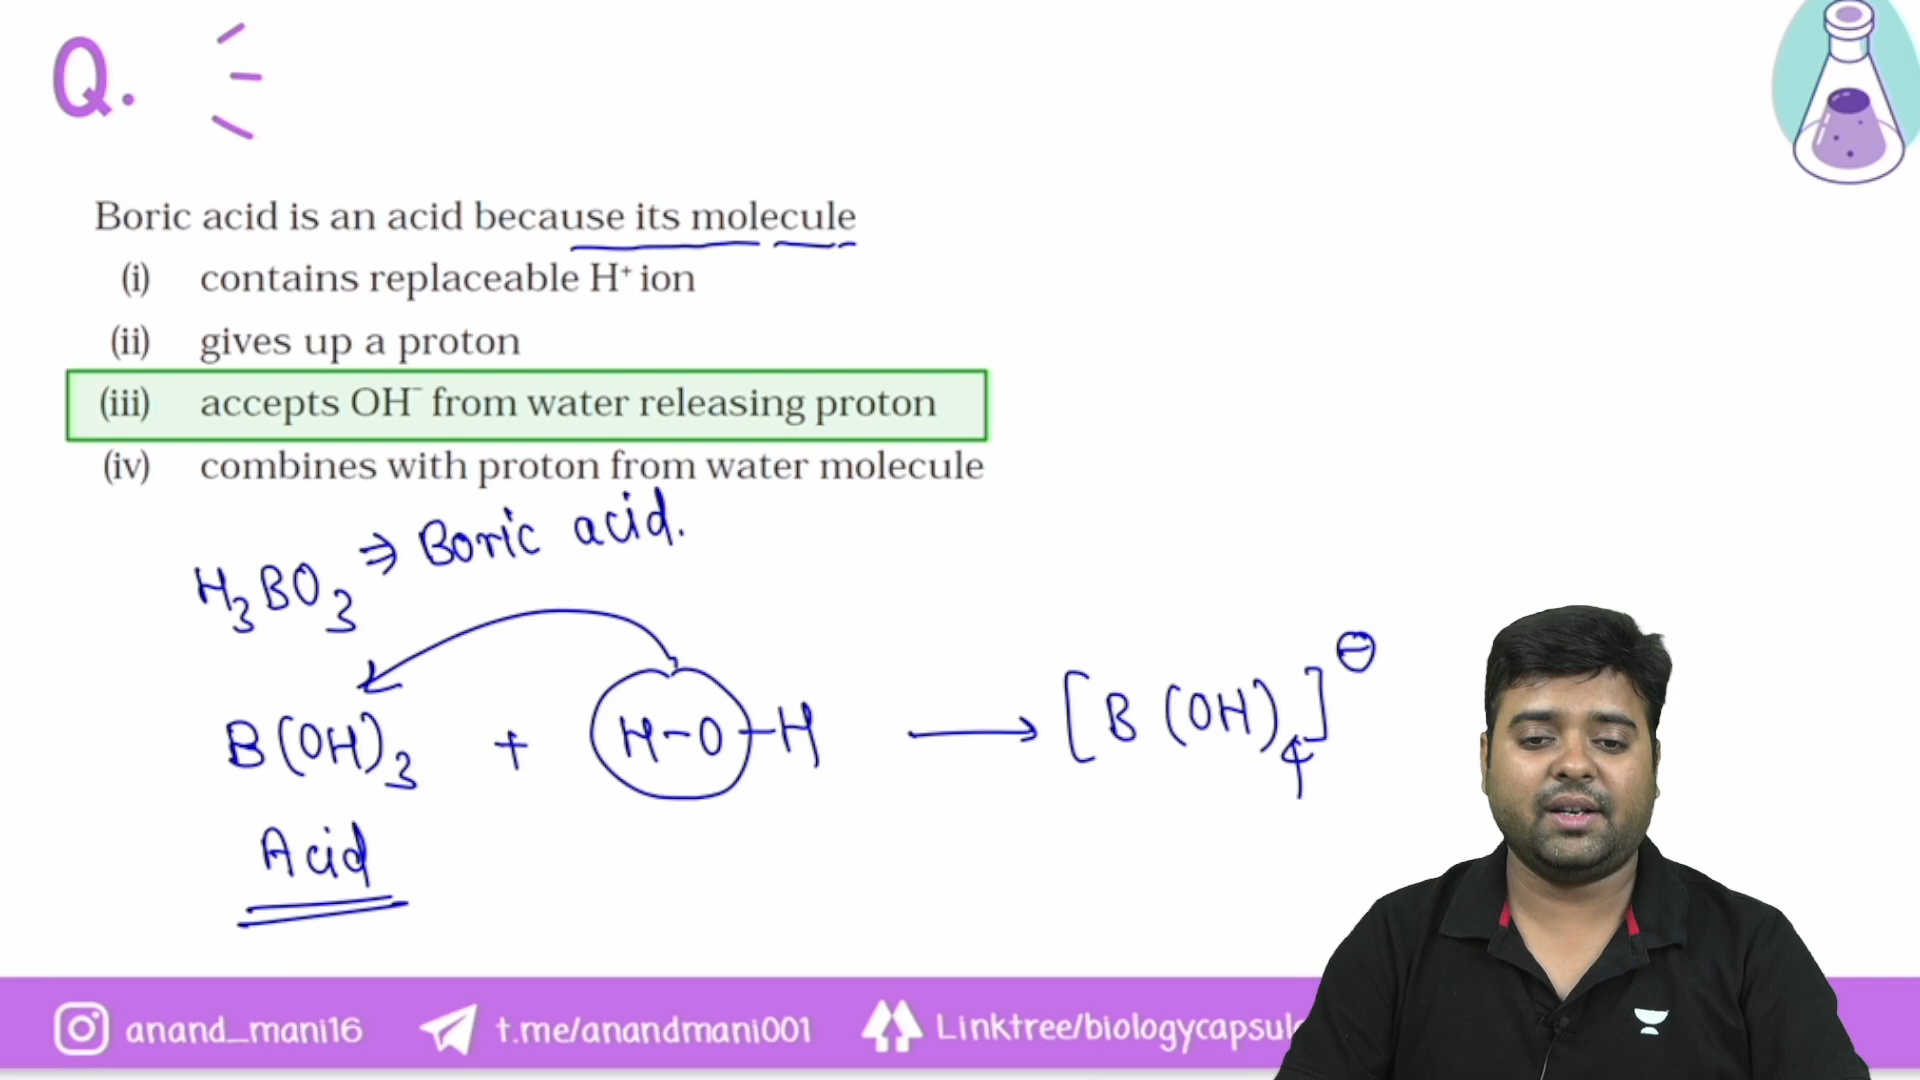 Q.
Boric acid is an acid because its molecule
(i) contains replaceable H⁺ ion
(ii) gives up a proton
(iii) accepts OH⁻ from water releasing proton
(iv) combines with proton from water molecule
H₃BO₃ ⇒ Boric acid.
B(OH)₃ + H-O-H ⟶ [B(OH)₄]⊖
Acid
anand_mani16 t.me/anandmani001 Linktree/biologycapsul